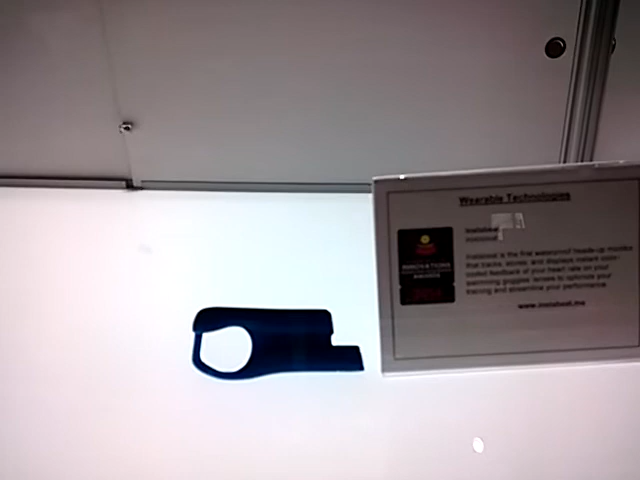 Wearable Technologies
Instabeat
INNOVATIONS
Instabeat is the first waterproof heads-up monitor
that tracks, stores, and displays instant color-
coded feedback of your heart rate on your
swimming goggles' lenses to optimize your
training and streamline your performance
www.instabeat.me